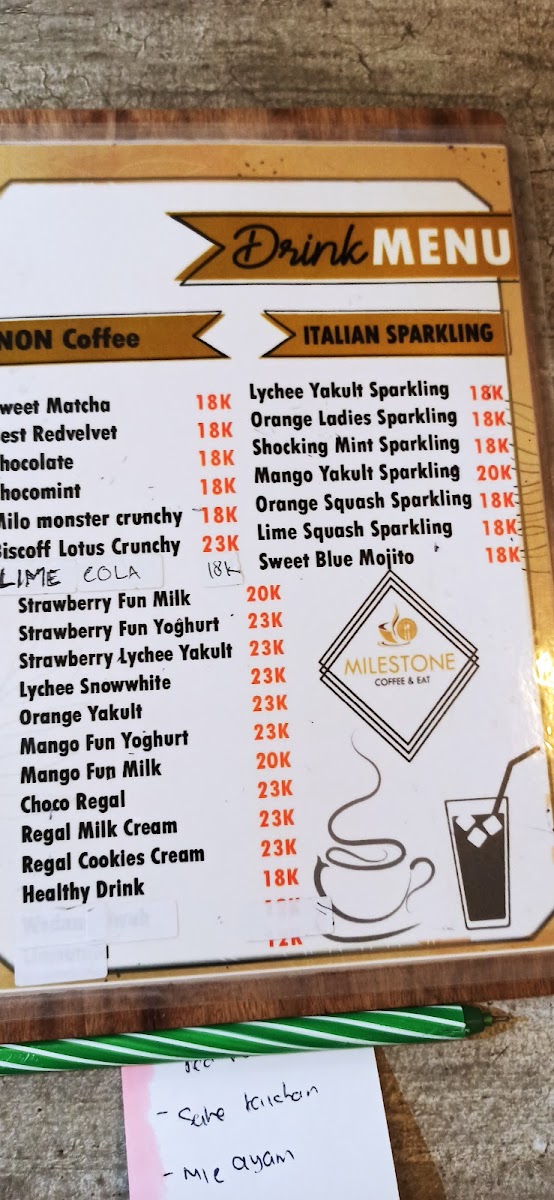 Drink MENU
NON Coffee
weet Matcha 18K
est Redvelvet 18K
hocolate 18K
hocomint 18K
Milo monster crunchy 18K
Biscoff Lotus Crunchy 23K
LIME COLA 18K
Strawberry Fun Milk 20K
Strawberry Fun Yoghurt 23K
Strawberry Lychee Yakult 23K
Lychee Snowwhite 23K
Orange Yakult 23K
Mango Fun Yoghurt 23K
Mango Fun Milk 20K
Choco Regal 23K
Regal Milk Cream 23K
Regal Cookies Cream 23K
Healthy Drink 18K
12K
12K
ITALIAN SPARKLING
Lychee Yakult Sparkling 18K
Orange Ladies Sparkling 18K
Shocking Mint Sparkling 18K
Mango Yakult Sparkling 20K
Orange Squash Sparkling 18K
Lime Squash Sparkling 18K
Sweet Blue Mojito 18K
MILESTONE
COFFEE & EAT
- Sate
- Mie ayam